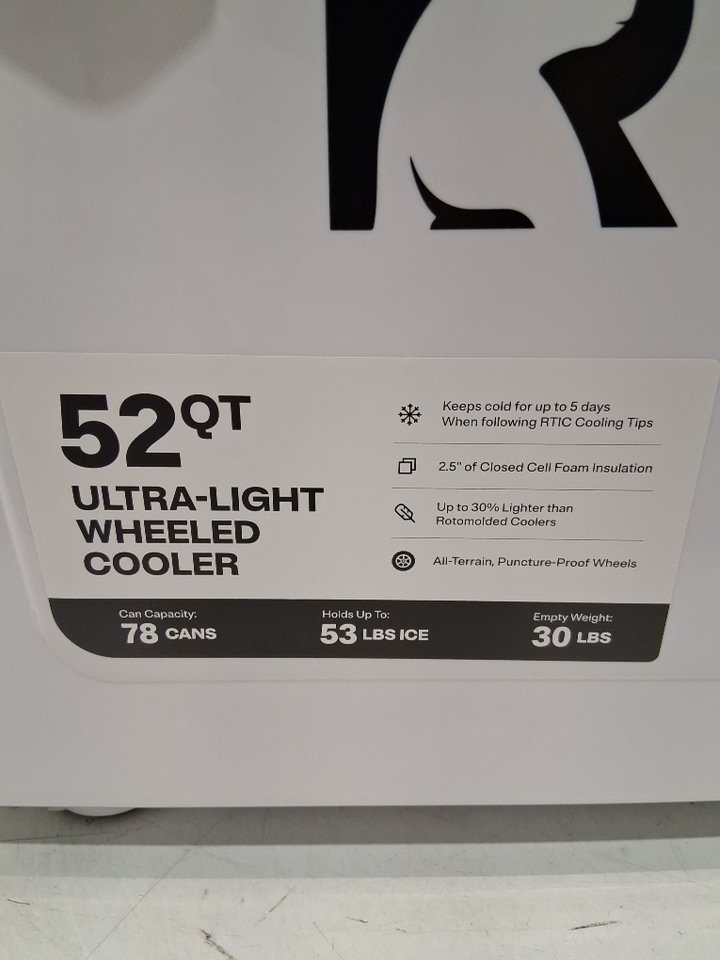 52QT
ULTRA-LIGHT
WHEELED
COOLER
Keeps cold for up to 5 days
When following RTIC Cooling Tips
2.5" of Closed Cell Foam Insulation
Up to 30% Lighter than
Rotomolded Coolers
All-Terrain, Puncture-Proof Wheels
Can Capacity:
78 CANS
Holds Up To:
53 LBS ICE
Empty Weight:
30 LBS